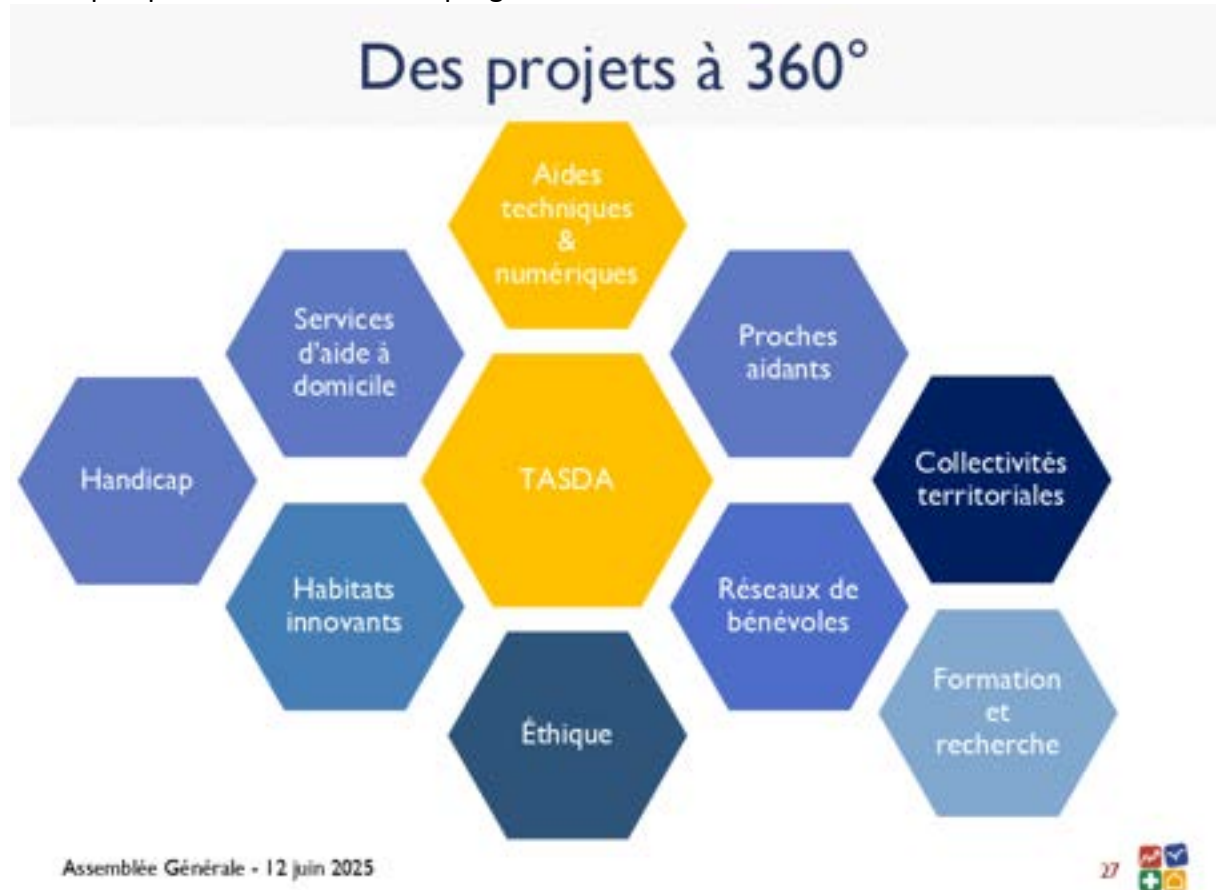 Des projets à 360°
Aides
techniques
&
numériques
Services
d'aide à
domicile
Proches
aidants
Handicap
TASDA
Collectivités
territoriales
Habitats
innovants
Réseaux de
bénévoles
Éthique
Formation
et
recherche
Assemblée Générale - 12 juin 2025
27